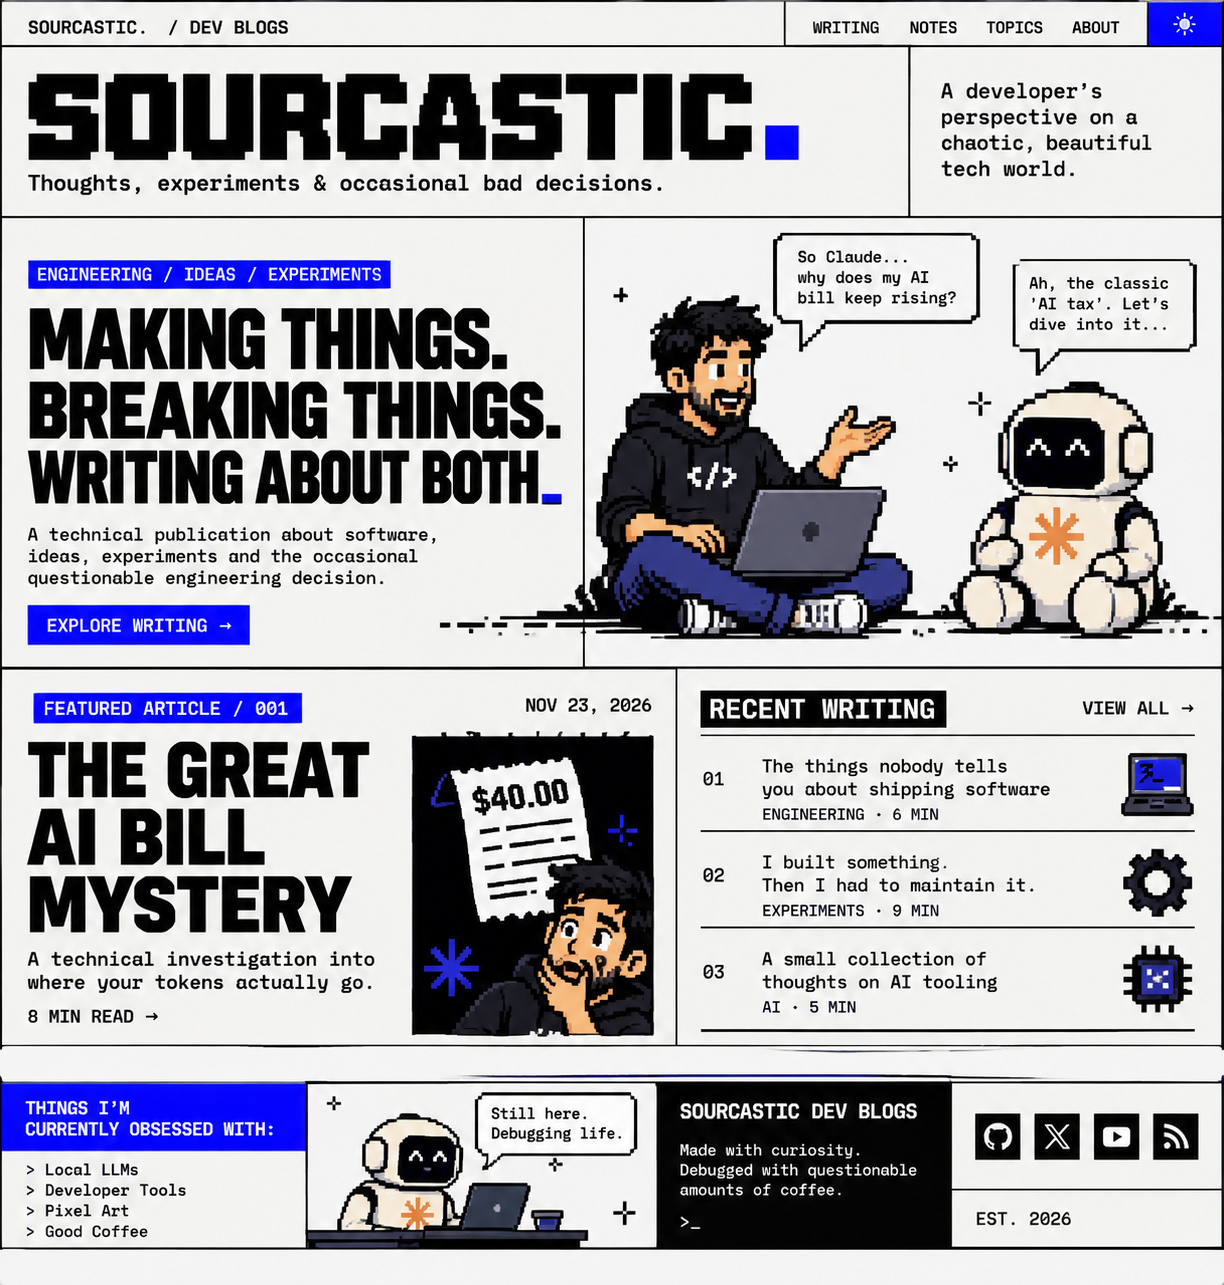 SOURCASTIC. / DEV BLOGS
WRITING NOTES TOPICS ABOUT
SOURCASTIC.
Thoughts, experiments & occasional bad decisions.
A developer's
perspective on a
chaotic, beautiful
tech world.
ENGINEERING / IDEAS / EXPERIMENTS
MAKING THINGS.
BREAKING THINGS.
WRITING ABOUT BOTH_
A technical publication about software,
ideas, experiments and the occasional
questionable engineering decision.
EXPLORE WRITING →
So Claude...
why does my AI
bill keep rising?
Ah, the classic
'AI tax'. Let's
dive into it...
</>
FEATURED ARTICLE / 001
NOV 23, 2026
THE GREAT
AI BILL
MYSTERY
A technical investigation into
where your tokens actually go.
8 MIN READ →
$40.00
RECENT WRITING
VIEW ALL →
01
The things nobody tells
you about shipping software
ENGINEERING · 6 MIN
02
I built something.
Then I had to maintain it.
EXPERIMENTS · 9 MIN
03
A small collection of
thoughts on AI tooling
AI · 5 MIN
THINGS I'M
CURRENTLY OBSESSED WITH:
> Local LLMs
> Developer Tools
> Pixel Art
> Good Coffee
Still here.
Debugging life.
SOURCASTIC DEV BLOGS
Made with curiosity.
Debugged with questionable
amounts of coffee.
>_
EST. 2026